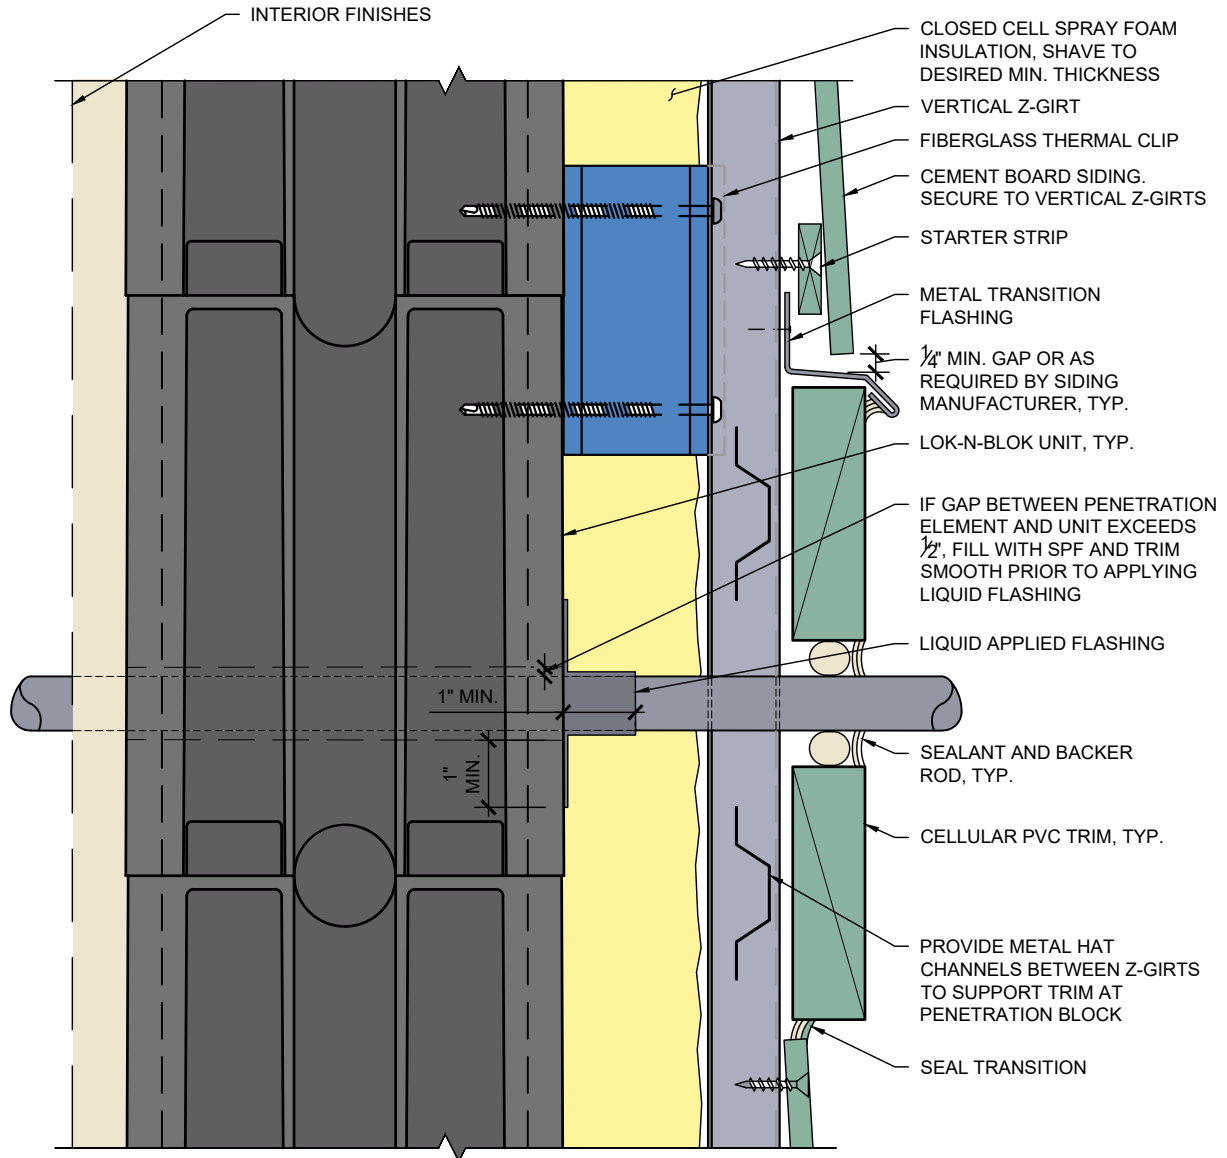 INTERIOR FINISHES
CLOSED CELL SPRAY FOAM
INSULATION, SHAVE TO
DESIRED MIN. THICKNESS
VERTICAL Z-GIRT
FIBERGLASS THERMAL CLIP
CEMENT BOARD SIDING.
SECURE TO VERTICAL Z-GIRTS
STARTER STRIP
METAL TRANSITION
FLASHING
1/4" MIN. GAP OR AS
REQUIRED BY SIDING
MANUFACTURER, TYP.
LOK-N-BLOK UNIT, TYP.
IF GAP BETWEEN PENETRATION
ELEMENT AND UNIT EXCEEDS
1/2", FILL WITH SPF AND TRIM
SMOOTH PRIOR TO APPLYING
LIQUID FLASHING
LIQUID APPLIED FLASHING
1" MIN.
1"
MIN.
SEALANT AND BACKER
ROD, TYP.
CELLULAR PVC TRIM, TYP.
PROVIDE METAL HAT
CHANNELS BETWEEN Z-GIRTS
TO SUPPORT TRIM AT
PENETRATION BLOCK
SEAL TRANSITION